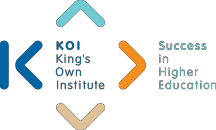 KOI
King's
Own
Institute
Success
in
Higher
Education